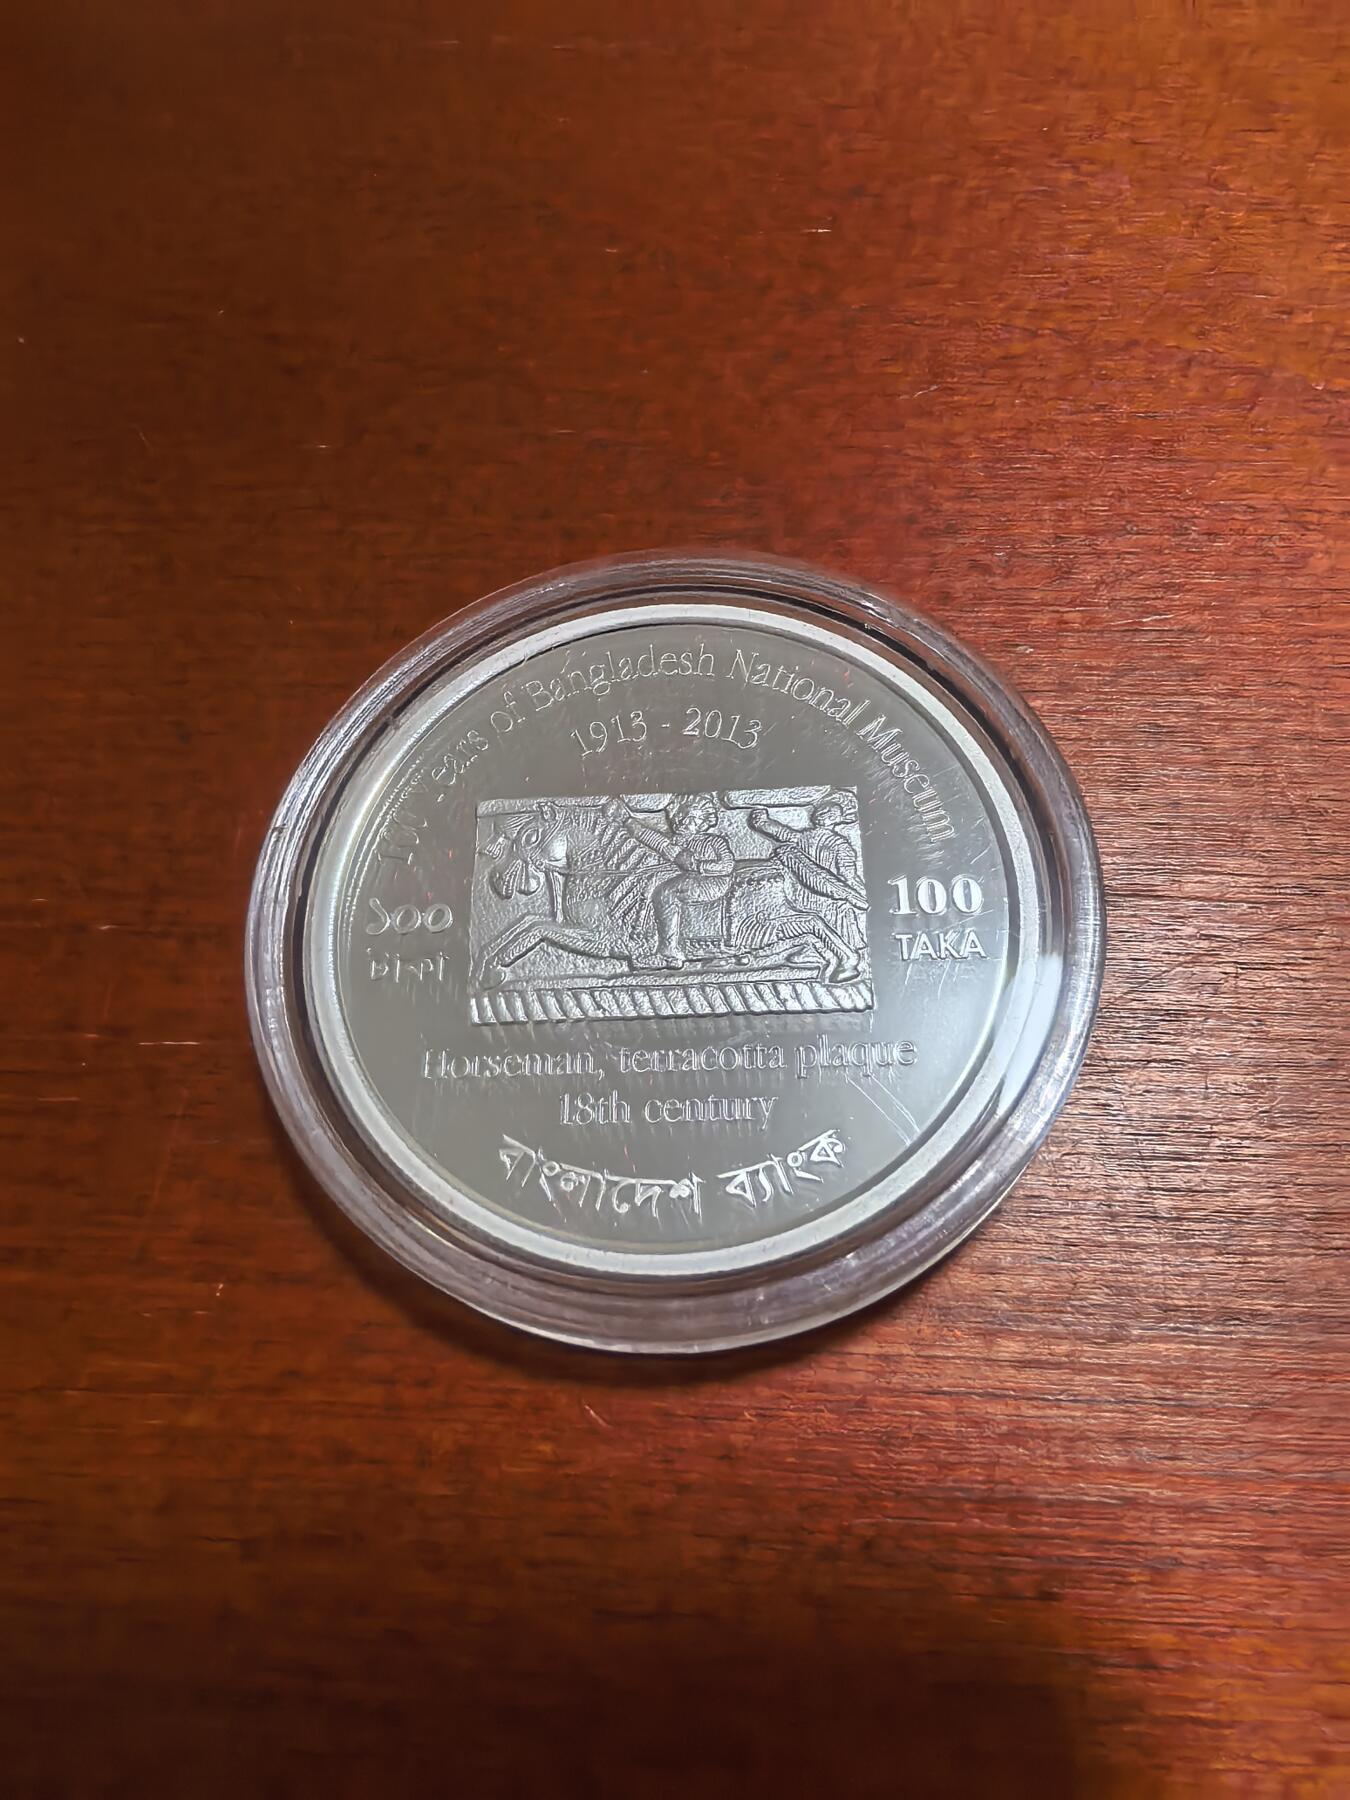 100 Years of Bangladesh National Museum
1913 - 2013
১০০
টাকা
100
TAKA
Horseman, terracotta plaque
18th century
বাংলাদেশ ব্যাংক